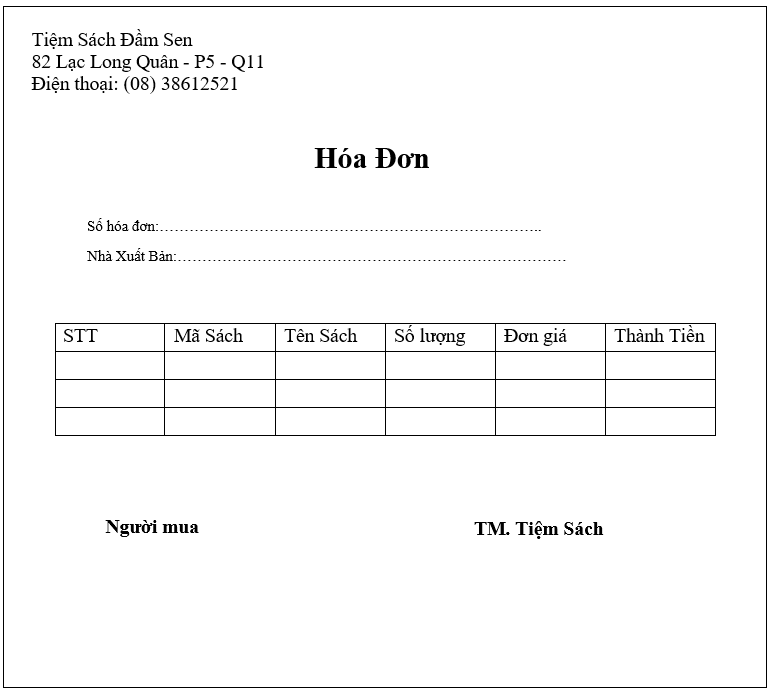 Tiệm Sách Đầm Sen
82 Lạc Long Quân - P5 - Q11
Điện thoại: (08) 38612521
Hóa Đơn
Số hóa đơn:…………………………………………………………………..
Nhà Xuất Bản:……………………………………………………………………
STT Mã Sách Tên Sách Số lượng Đơn giá Thành Tiền
Người mua TM. Tiệm Sách